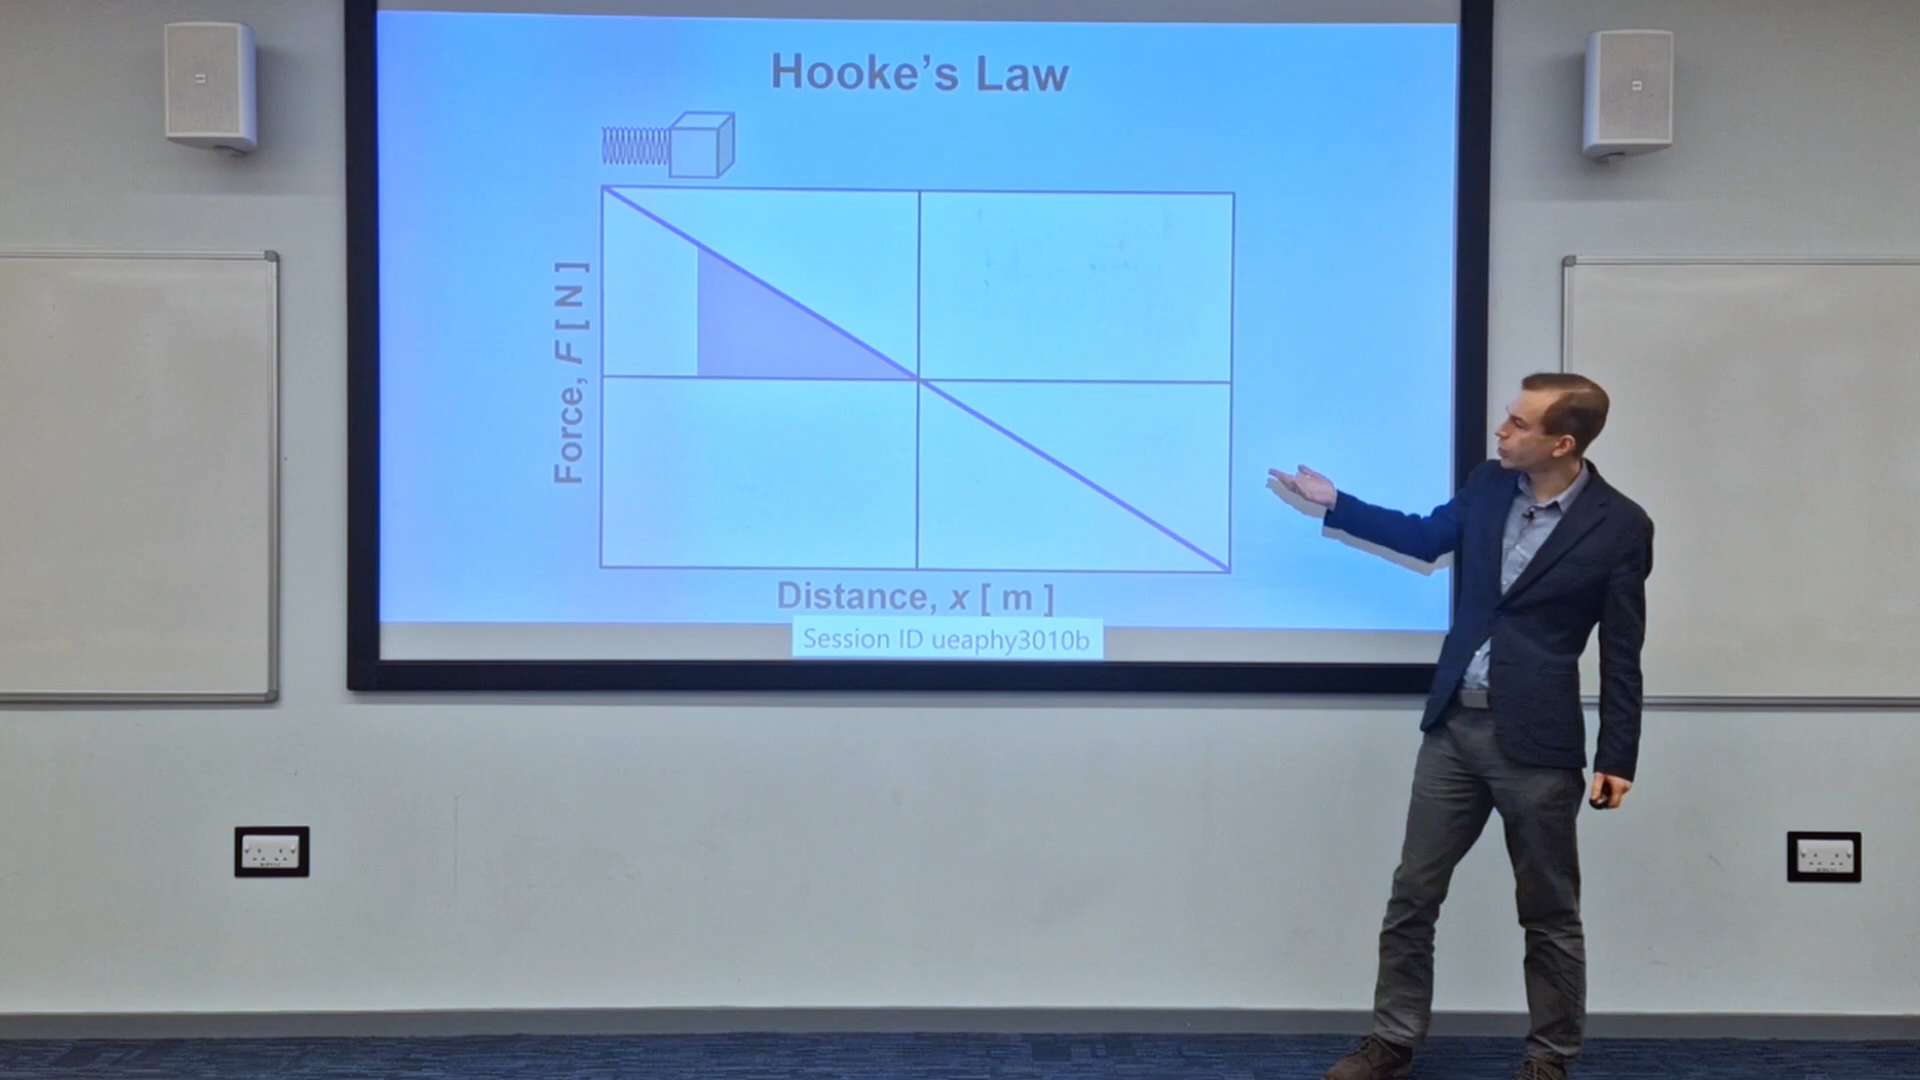 Hooke’s Law
Force, F [ N ]
Distance, x [ m ]
Session ID ueaphy3010b